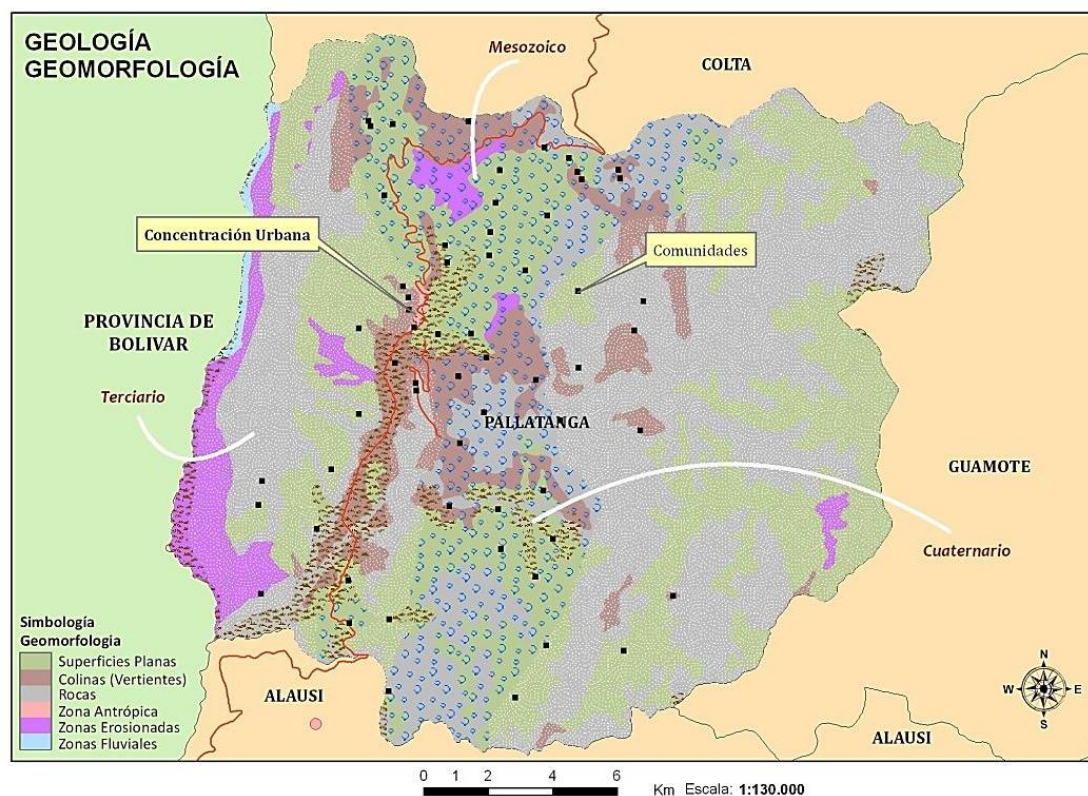 GEOLOGÍA
GEOMORFOLOGÍA
Mesozoico
COLTA
Concentración Urbana
Comunidades
PROVINCIA DE
BOLIVAR
Terciario
PALLATANGA
GUAMOTE
Cuaternario
Simbología
Geomorfologia
Superficies Planas
Colinas (Vertientes)
Rocas
Zona Antrópica
Zonas Erosionadas
Zonas Fluviales
ALAUSI
ALAUSI
N
W E
S
0 1 2 4 6
Km Escala: 1:130.000